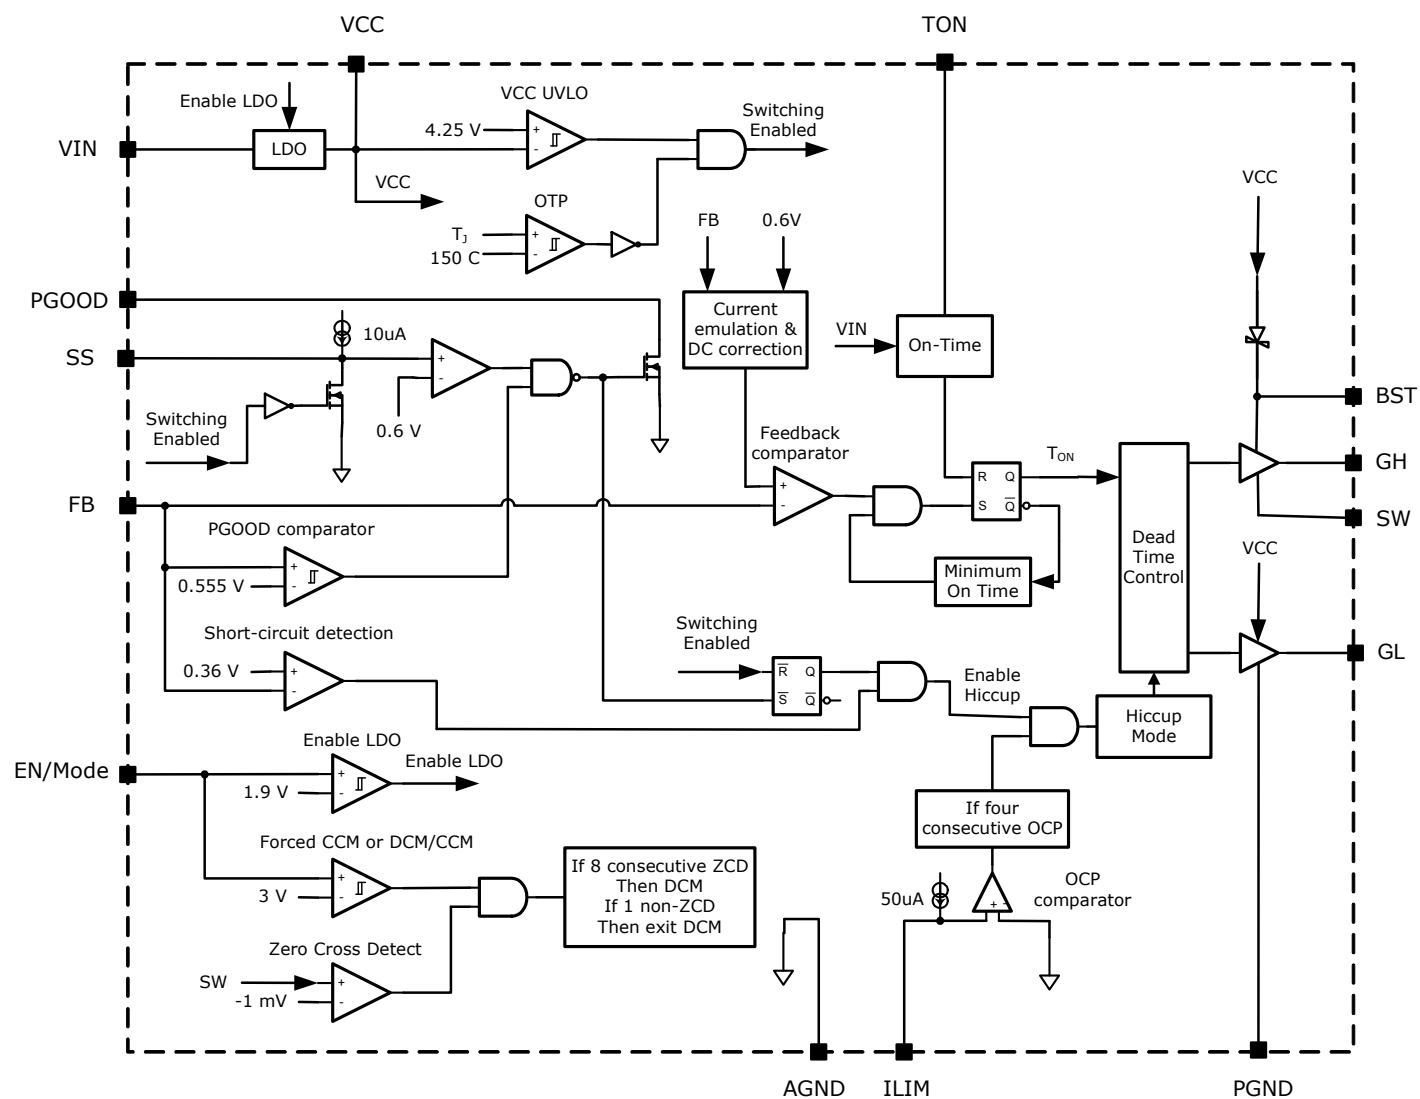 VCC
TON
Enable LDO
VCC UVLO
Switching
Enabled
4.25 V
+
-
VIN
LDO
VCC
VCC
OTP
TJ
150 C
+
-
FB
0.6V
PGOOD
Current
emulation &
DC correction
10uA
VIN
On-Time
SS
+
-
0.6 V
BST
Switching
Enabled
Feedback
comparator
TON
GH
R Q
S Q
+
-
FB
SW
PGOOD comparator
Dead
Time
Control
VCC
+
-
0.555 V
Minimum
On Time
Short-circuit detection
Switching
Enabled
GL
0.36 V
+
-
R Q
S Q
Enable
Hiccup
Hiccup
Mode
Enable LDO
Enable LDO
EN/Mode
+
-
1.9 V
If four
consecutive OCP
Forced CCM or DCM/CCM
+
-
3 V
If 8 consecutive ZCD
Then DCM
If 1 non-ZCD
Then exit DCM
50uA
+ -
OCP
comparator
Zero Cross Detect
SW
-1 mV
+
-
AGND
ILIM
PGND